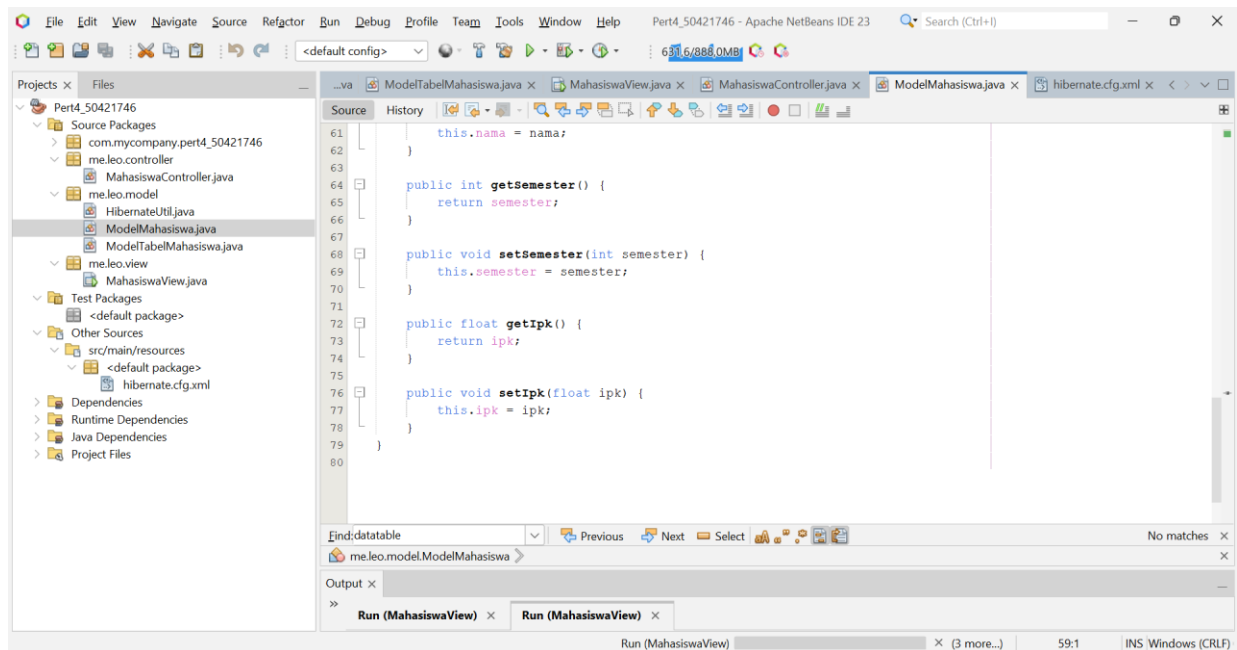 File Edit View Navigate Source Refactor Run Debug Profile Team Tools Window Help Pert4_50421746 - Apache NetBeans IDE 23 Search (Ctrl+I)
<default config> 631,6/888,0MB
Projects Files
...va ModelTabelMahasiswa.java MahasiswaView.java MahasiswaController.java ModelMahasiswa.java hibernate.cfg.xml
Source History
Pert4_50421746
Source Packages
com.mycompany.pert4_50421746
me.leo.controller
MahasiswaController.java
me.leo.model
HibernateUtil.java
ModelMahasiswa.java
ModelTabelMahasiswa.java
me.leo.view
MahasiswaView.java
Test Packages
<default package>
Other Sources
src/main/resources
<default package>
hibernate.cfg.xml
Dependencies
Runtime Dependencies
Java Dependencies
Project Files
61 this.nama = nama;
62 }
63
64 public int getSemester() {
65 return semester;
66 }
67
68 public void setSemester(int semester) {
69 this.semester = semester;
70 }
71
72 public float getIpk() {
73 return ipk;
74 }
75
76 public void setIpk(float ipk) {
77 this.ipk = ipk;
78 }
79 }
80
Find: datatable Previous Next Select No matches
me.leo.model.ModelMahasiswa
Output
Run (MahasiswaView) Run (MahasiswaView)
Run (MahasiswaView) (3 more...) 59:1 INS Windows (CRLF)